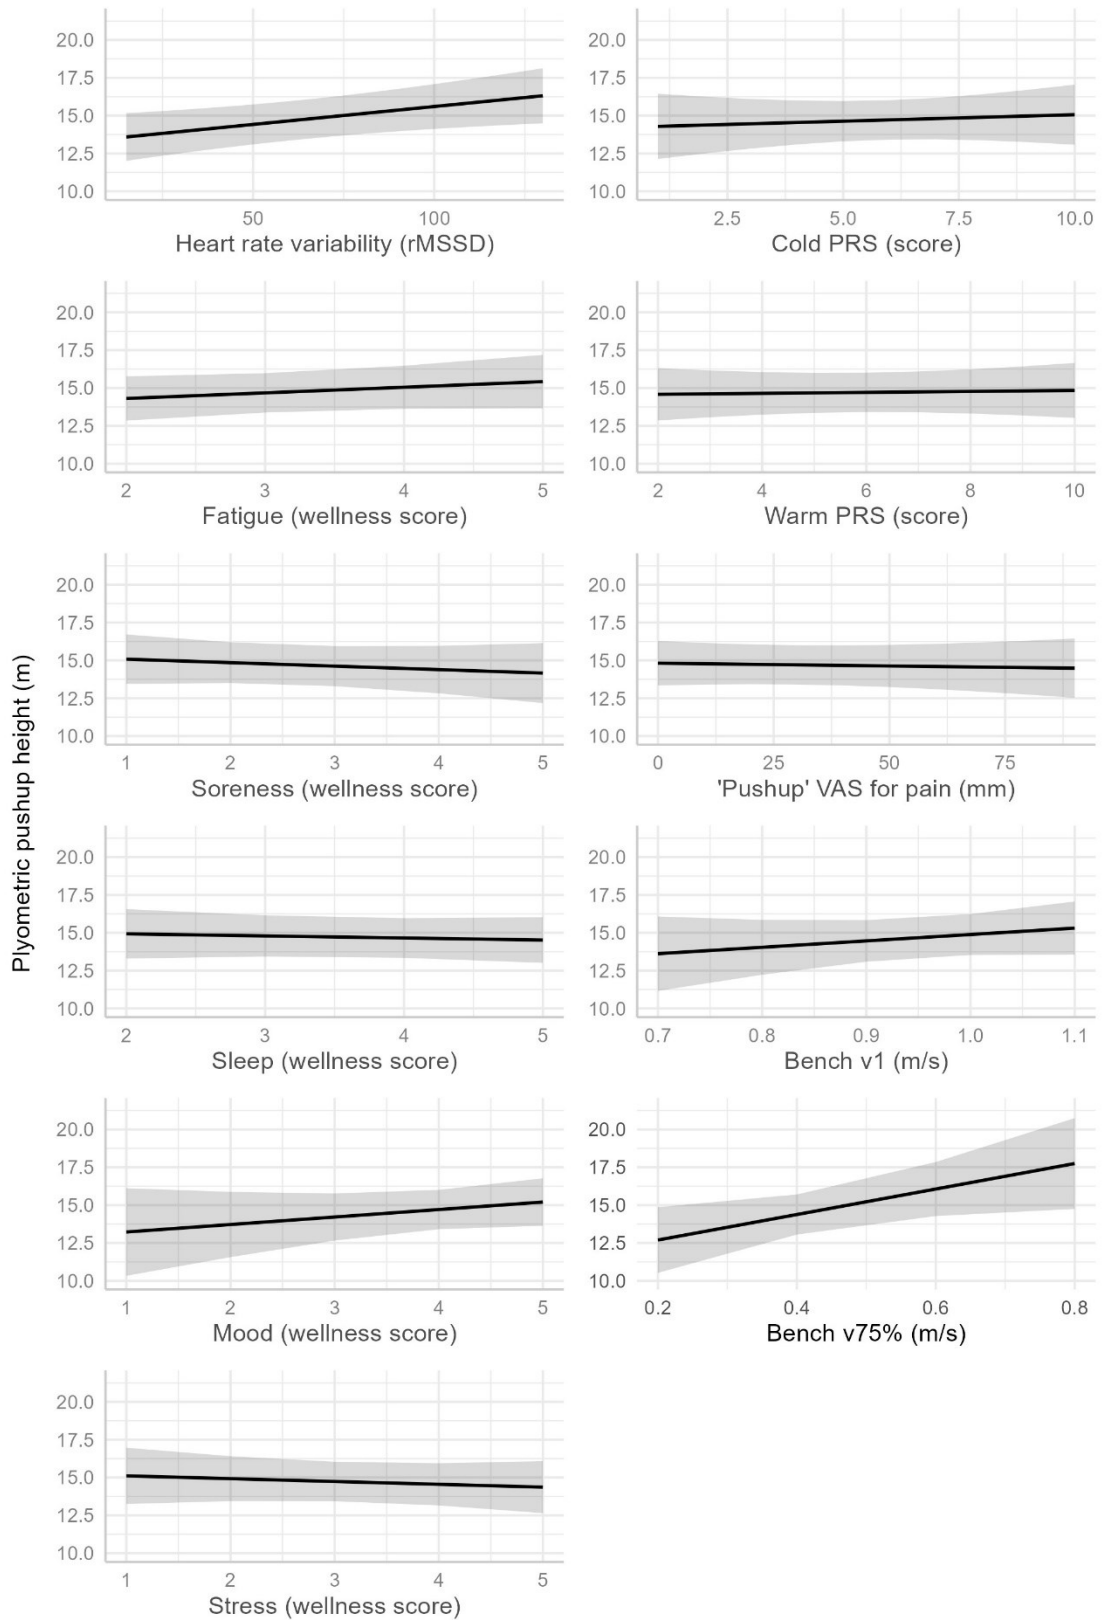 Plyometric pushup height (m)
20.0
17.5
15.0
12.5
10.0
50 100
Heart rate variability (rMSSD)
20.0
17.5
15.0
12.5
10.0
2.5 5.0 7.5 10.0
Cold PRS (score)
20.0
17.5
15.0
12.5
10.0
2 3 4 5
Fatigue (wellness score)
20.0
17.5
15.0
12.5
10.0
2 4 6 8 10
Warm PRS (score)
20.0
17.5
15.0
12.5
10.0
1 2 3 4 5
Soreness (wellness score)
20.0
17.5
15.0
12.5
10.0
0 25 50 75
'Pushup' VAS for pain (mm)
20.0
17.5
15.0
12.5
10.0
2 3 4 5
Sleep (wellness score)
20.0
17.5
15.0
12.5
10.0
0.7 0.8 0.9 1.0 1.1
Bench v1 (m/s)
20.0
17.5
15.0
12.5
10.0
1 2 3 4 5
Mood (wellness score)
20.0
17.5
15.0
12.5
10.0
0.2 0.4 0.6 0.8
Bench v75% (m/s)
20.0
17.5
15.0
12.5
10.0
1 2 3 4 5
Stress (wellness score)